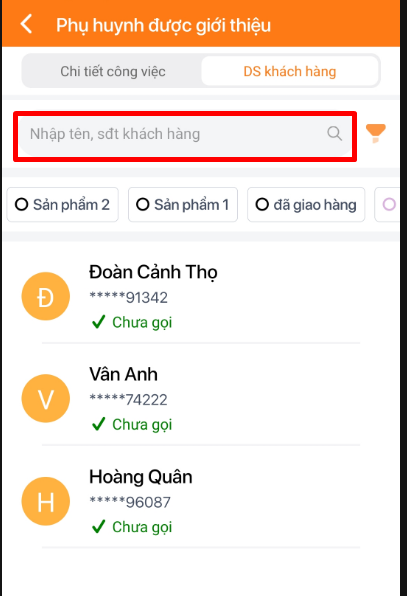 Phụ huynh được giới thiệu
Chi tiết công việc DS khách hàng
Nhập tên, sđt khách hàng
Sản phẩm 2 Sản phẩm 1 đã giao hàng
Đ
Đoàn Cảnh Thọ
*****91342
Chưa gọi
V
Vân Anh
*****74222
Chưa gọi
H
Hoàng Quân
*****96087
Chưa gọi